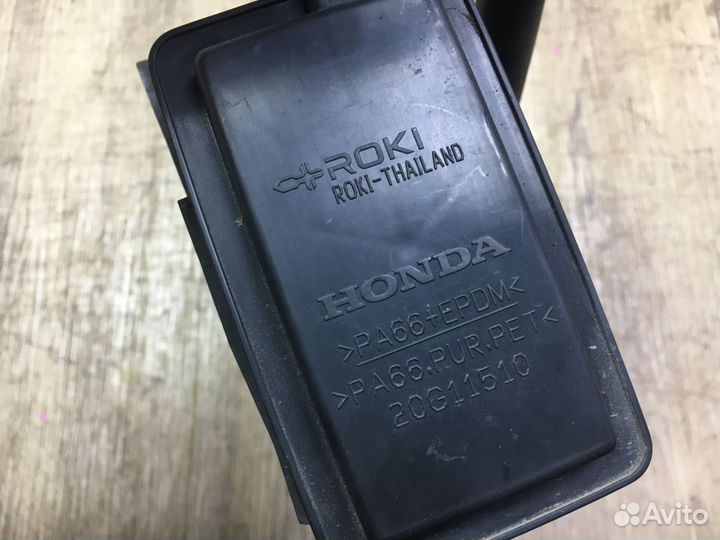 ROKI
ROKI-THAILAND
HONDA
>PA66+EPDM<
>PA66.PUR.PET<
20G11510
Avito